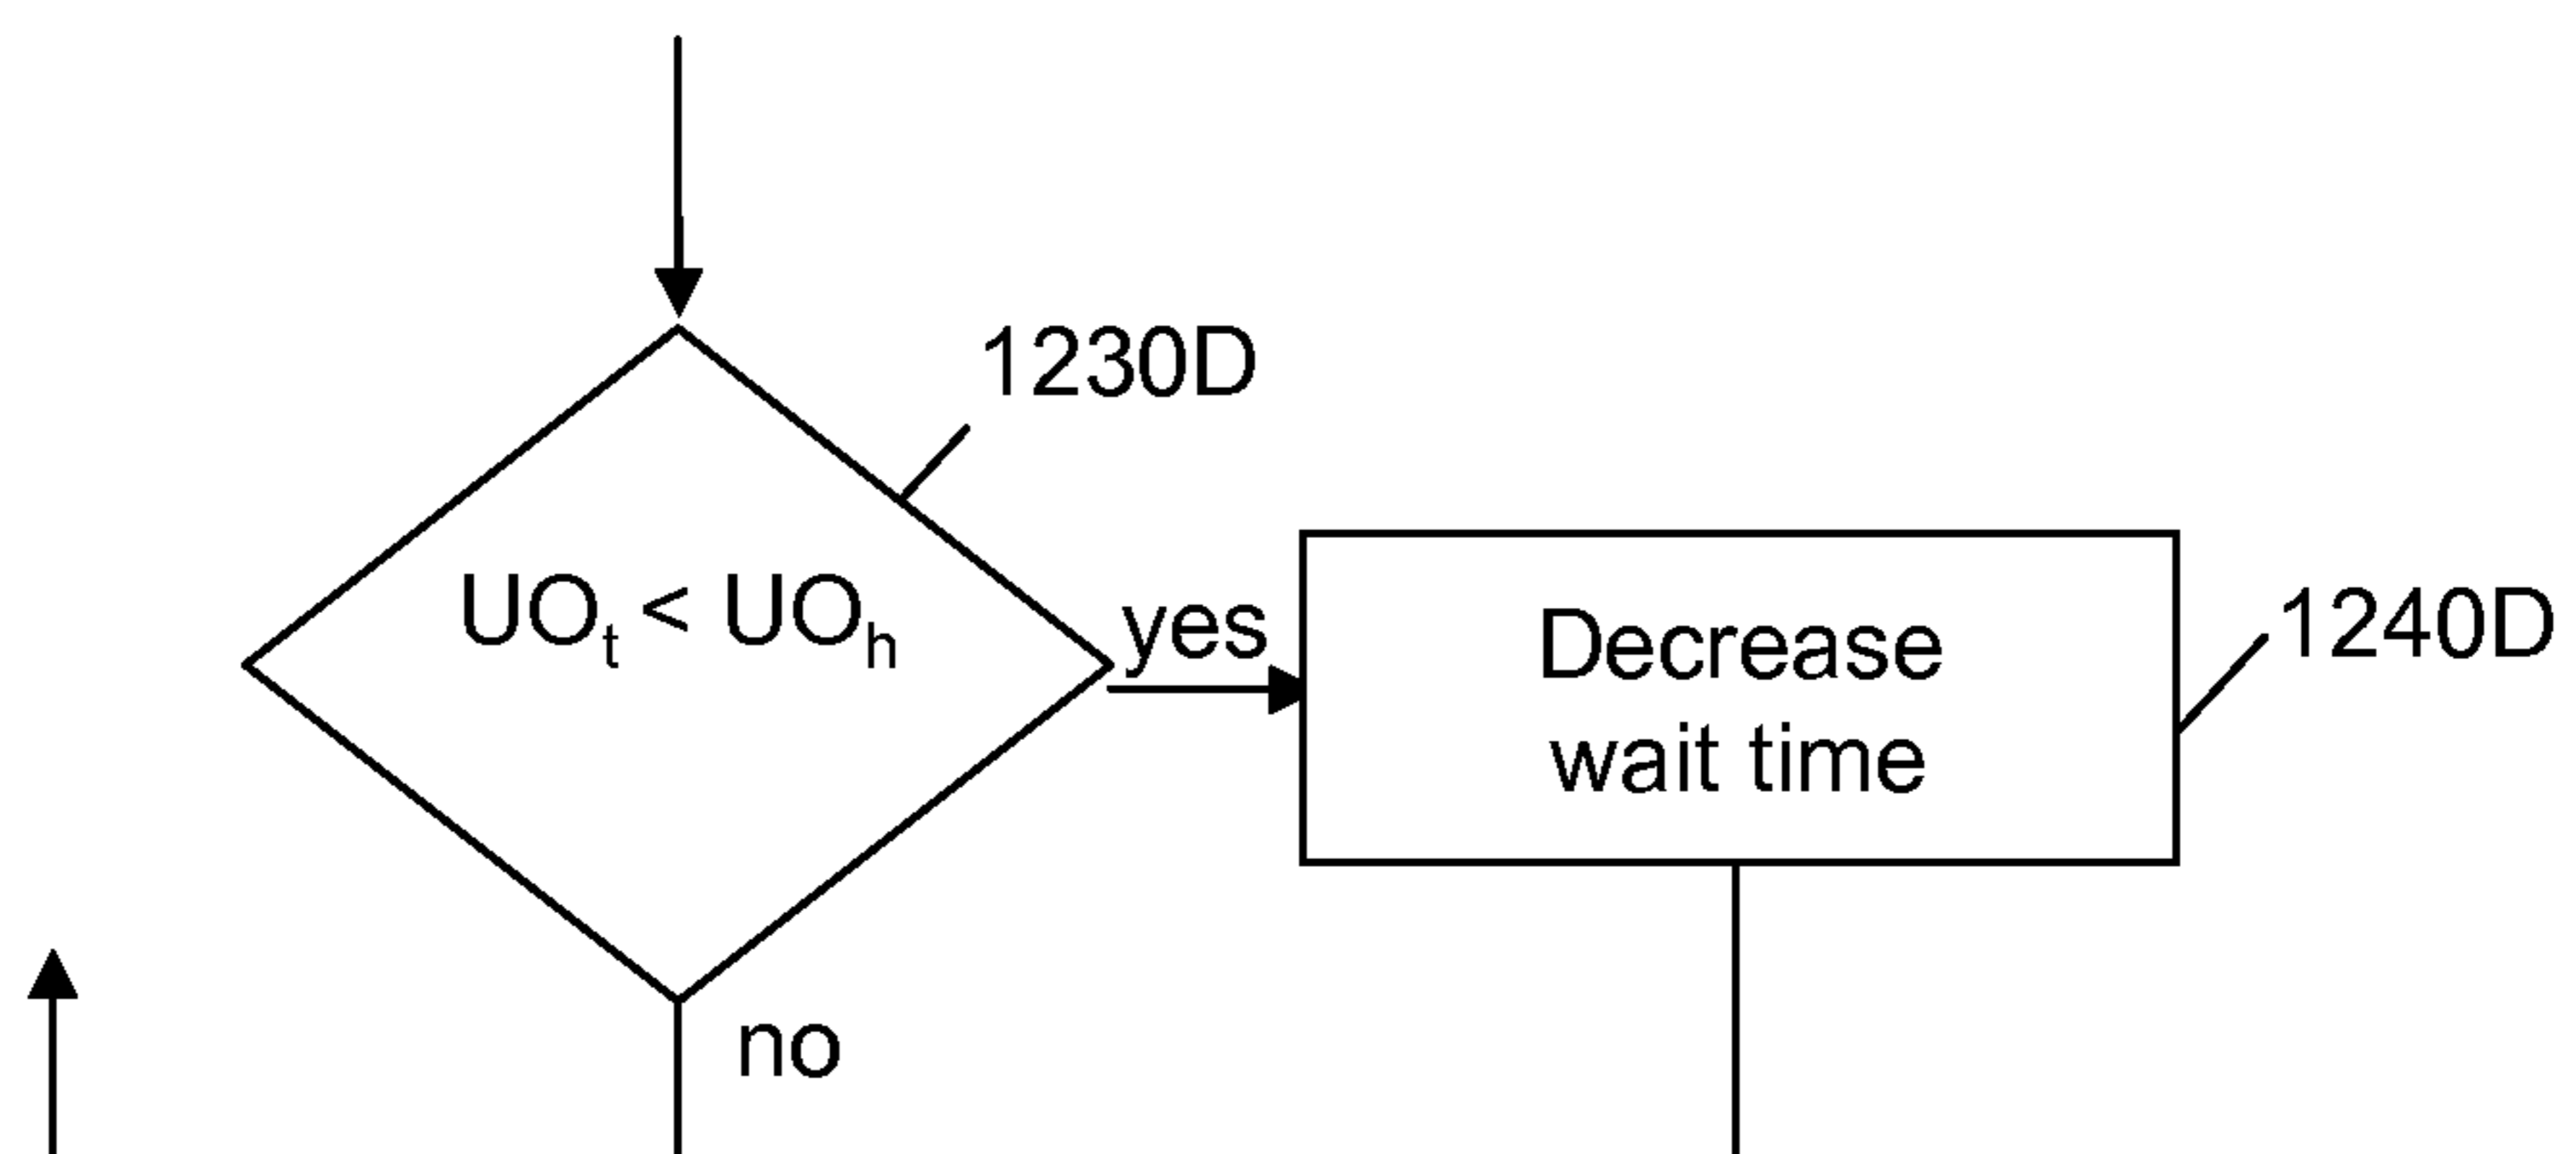 1230D
UOt < UOh
yes
Decrease
wait time
1240D
no